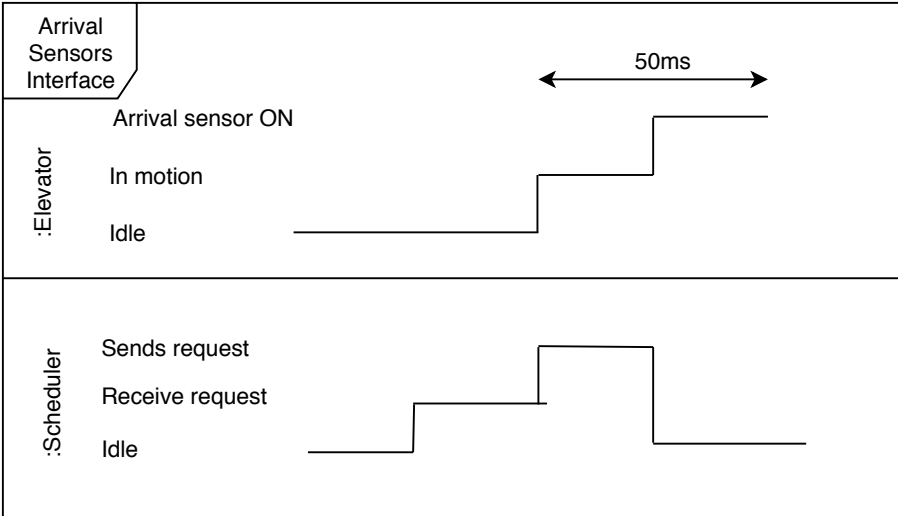 Arrival
Sensors
Interface
50ms
Arrival sensor ON
In motion
Idle
:Elevator
Sends request
Receive request
Idle
:Scheduler